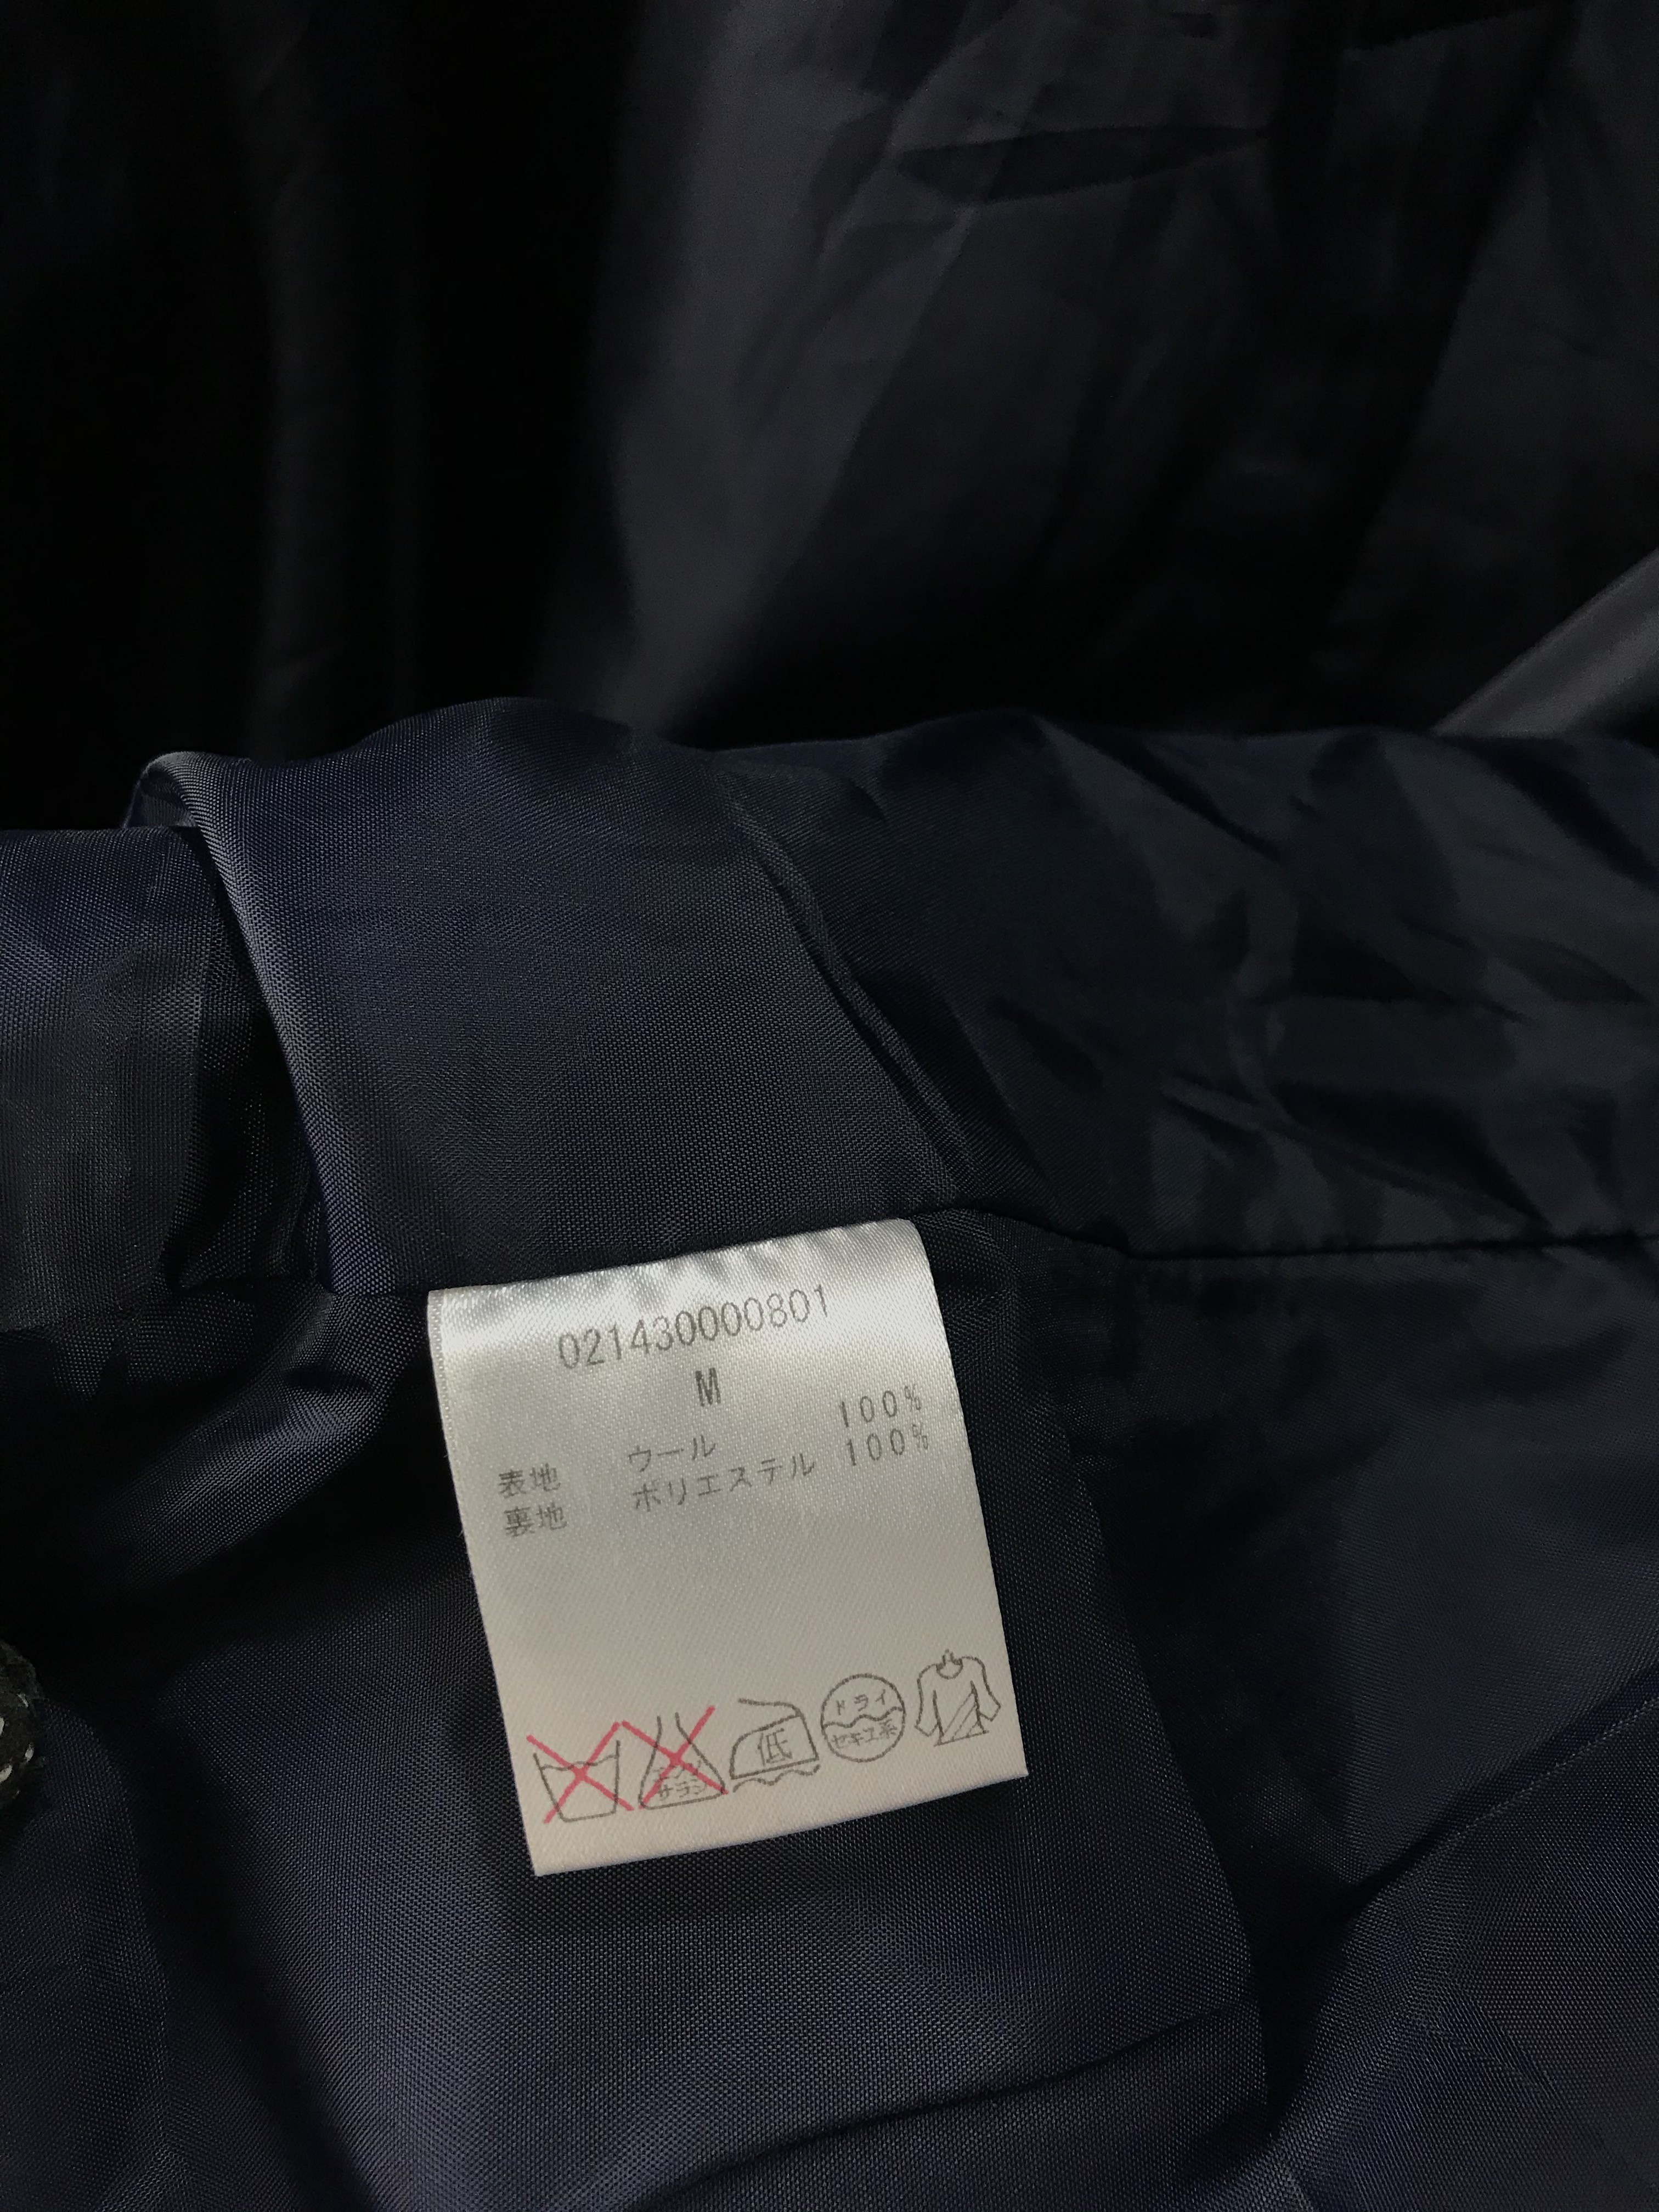 021430000801
M
表地 ウール 100%
裏地 ポリエステル 100%
サラシ
低
ドライ
セキユ系